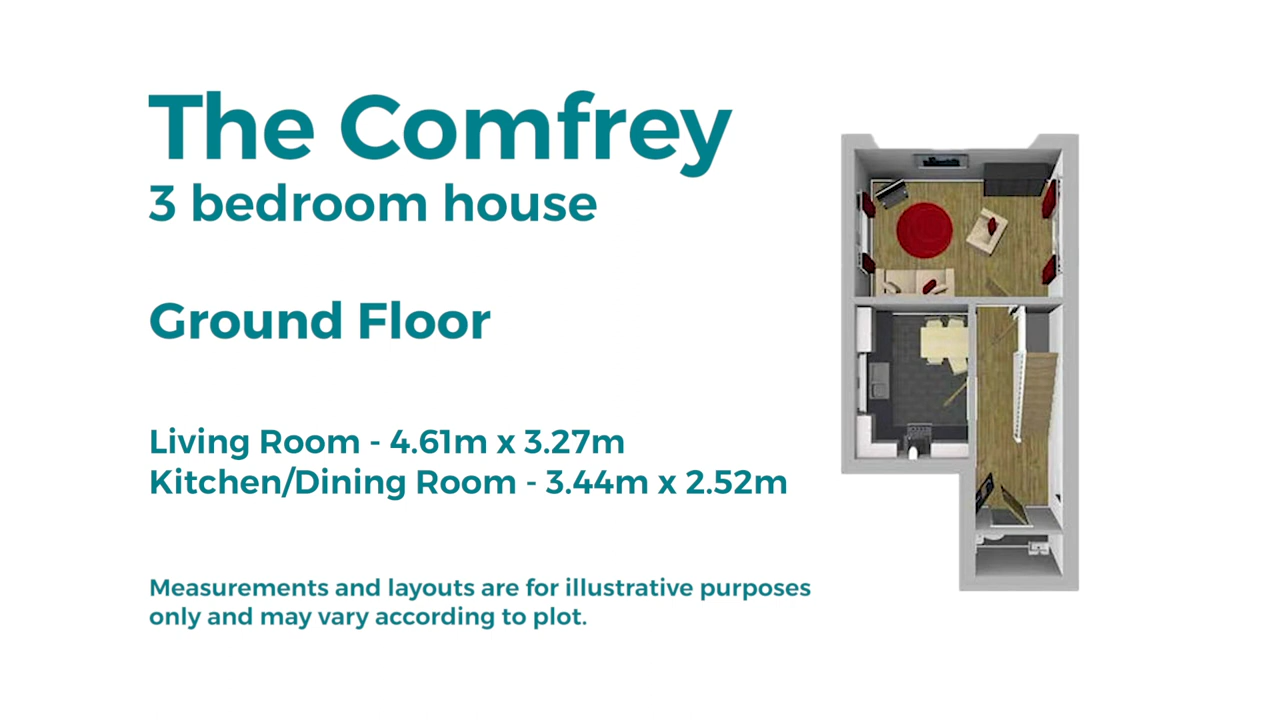 The Comfrey
3 bedroom house
Ground Floor
Living Room - 4.61m x 3.27m
Kitchen/Dining Room - 3.44m x 2.52m
Measurements and layouts are for illustrative purposes
only and may vary according to plot.